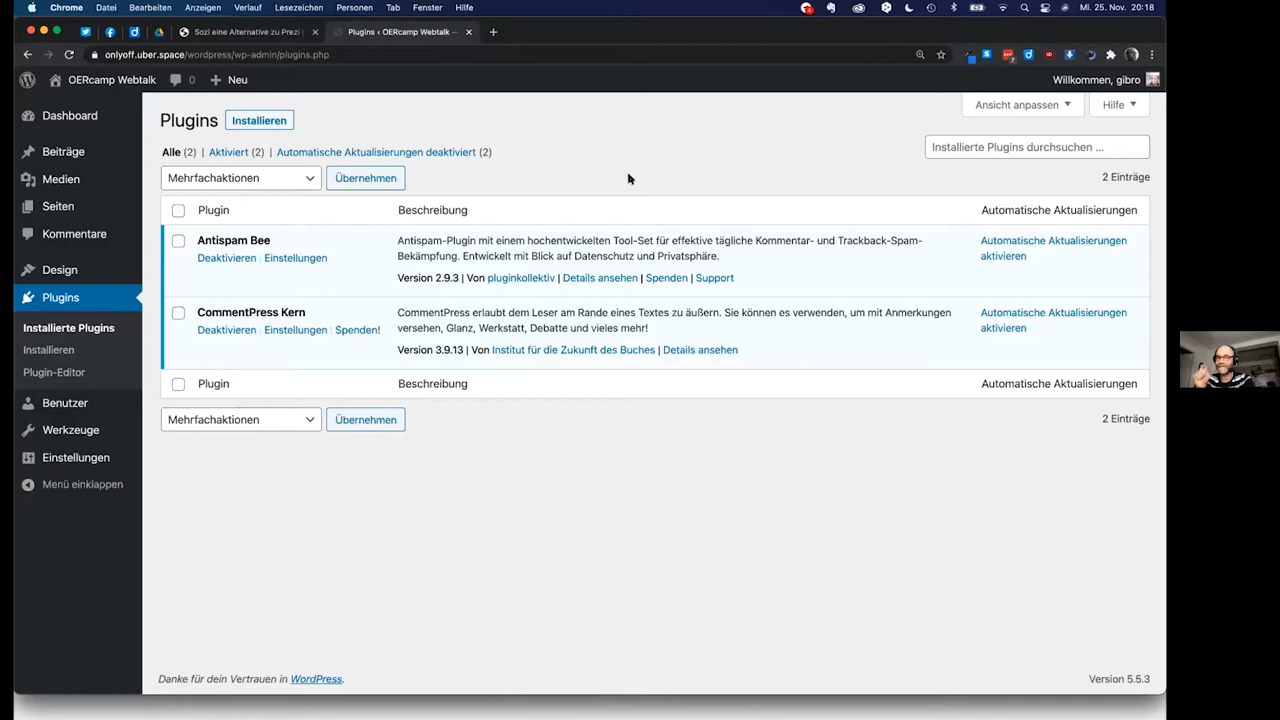 Chrome Datei Bearbeiten Anzeigen Verlauf Lesezeichen Personen Tab Fenster Hilfe Mi. 25. Nov. 20:18
Sozi eine Alternative zu Prezi
Plugins ‹ OERcamp Webtalk —
onlyoff.uber.space/wordpress/wp-admin/plugins.php
OERcamp Webtalk 0 Neu Willkommen, gibro
Ansicht anpassen Hilfe
Plugins Installieren
Alle (2) | Aktiviert (2) | Automatische Aktualisierungen deaktiviert (2)
Installierte Plugins durchsuchen ...
Mehrfachaktionen Übernehmen 2 Einträge
Plugin Beschreibung Automatische Aktualisierungen
Antispam Bee
Deaktivieren | Einstellungen
Antispam-Plugin mit einem hochentwickelten Tool-Set für effektive tägliche Kommentar- und Trackback-Spam-
Bekämpfung. Entwickelt mit Blick auf Datenschutz und Privatsphäre.
Version 2.9.3 | Von pluginkollektiv | Details ansehen | Spenden | Support
Automatische Aktualisierungen
aktivieren
CommentPress Kern
Deaktivieren | Einstellungen | Spenden!
CommentPress erlaubt dem Leser am Rande eines Textes zu äußern. Sie können es verwenden, um mit Anmerkungen
versehen, Glanz, Werkstatt, Debatte und vieles mehr!
Version 3.9.13 | Von Institut für die Zukunft des Buches | Details ansehen
Automatische Aktualisierungen
aktivieren
Plugin Beschreibung Automatische Aktualisierungen
Mehrfachaktionen Übernehmen 2 Einträge
Dashboard
Beiträge
Medien
Seiten
Kommentare
Design
Plugins
Installierte Plugins
Installieren
Plugin-Editor
Benutzer
Werkzeuge
Einstellungen
Menü einklappen
Danke für dein Vertrauen in WordPress. Version 5.5.3